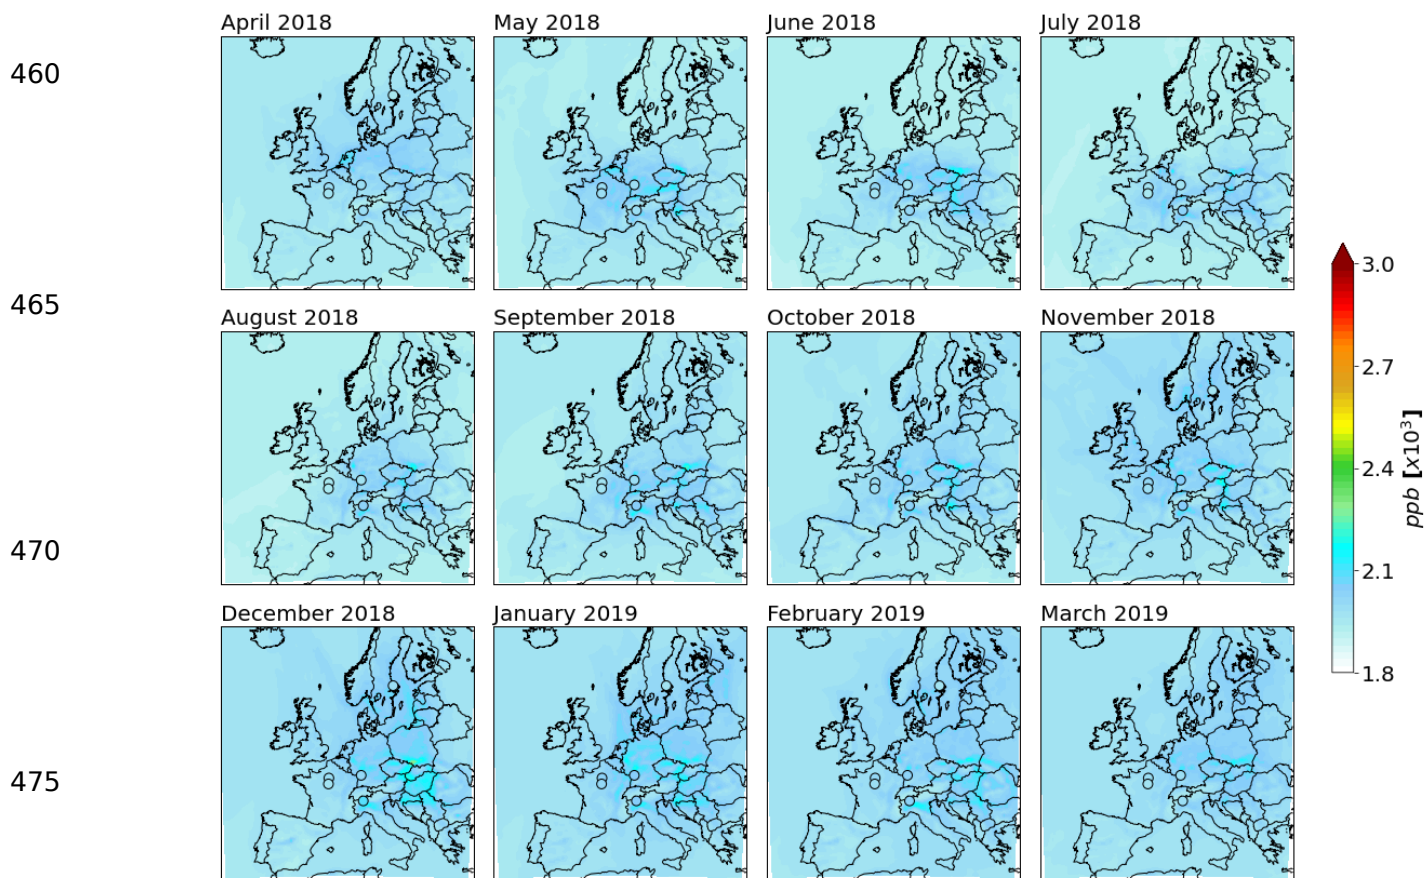 460
465
470
475
April 2018
May 2018
June 2018
July 2018
August 2018
September 2018
October 2018
November 2018
December 2018
January 2019
February 2019
March 2019
3.0
2.7
2.4
2.1
1.8
ppb [x10³]